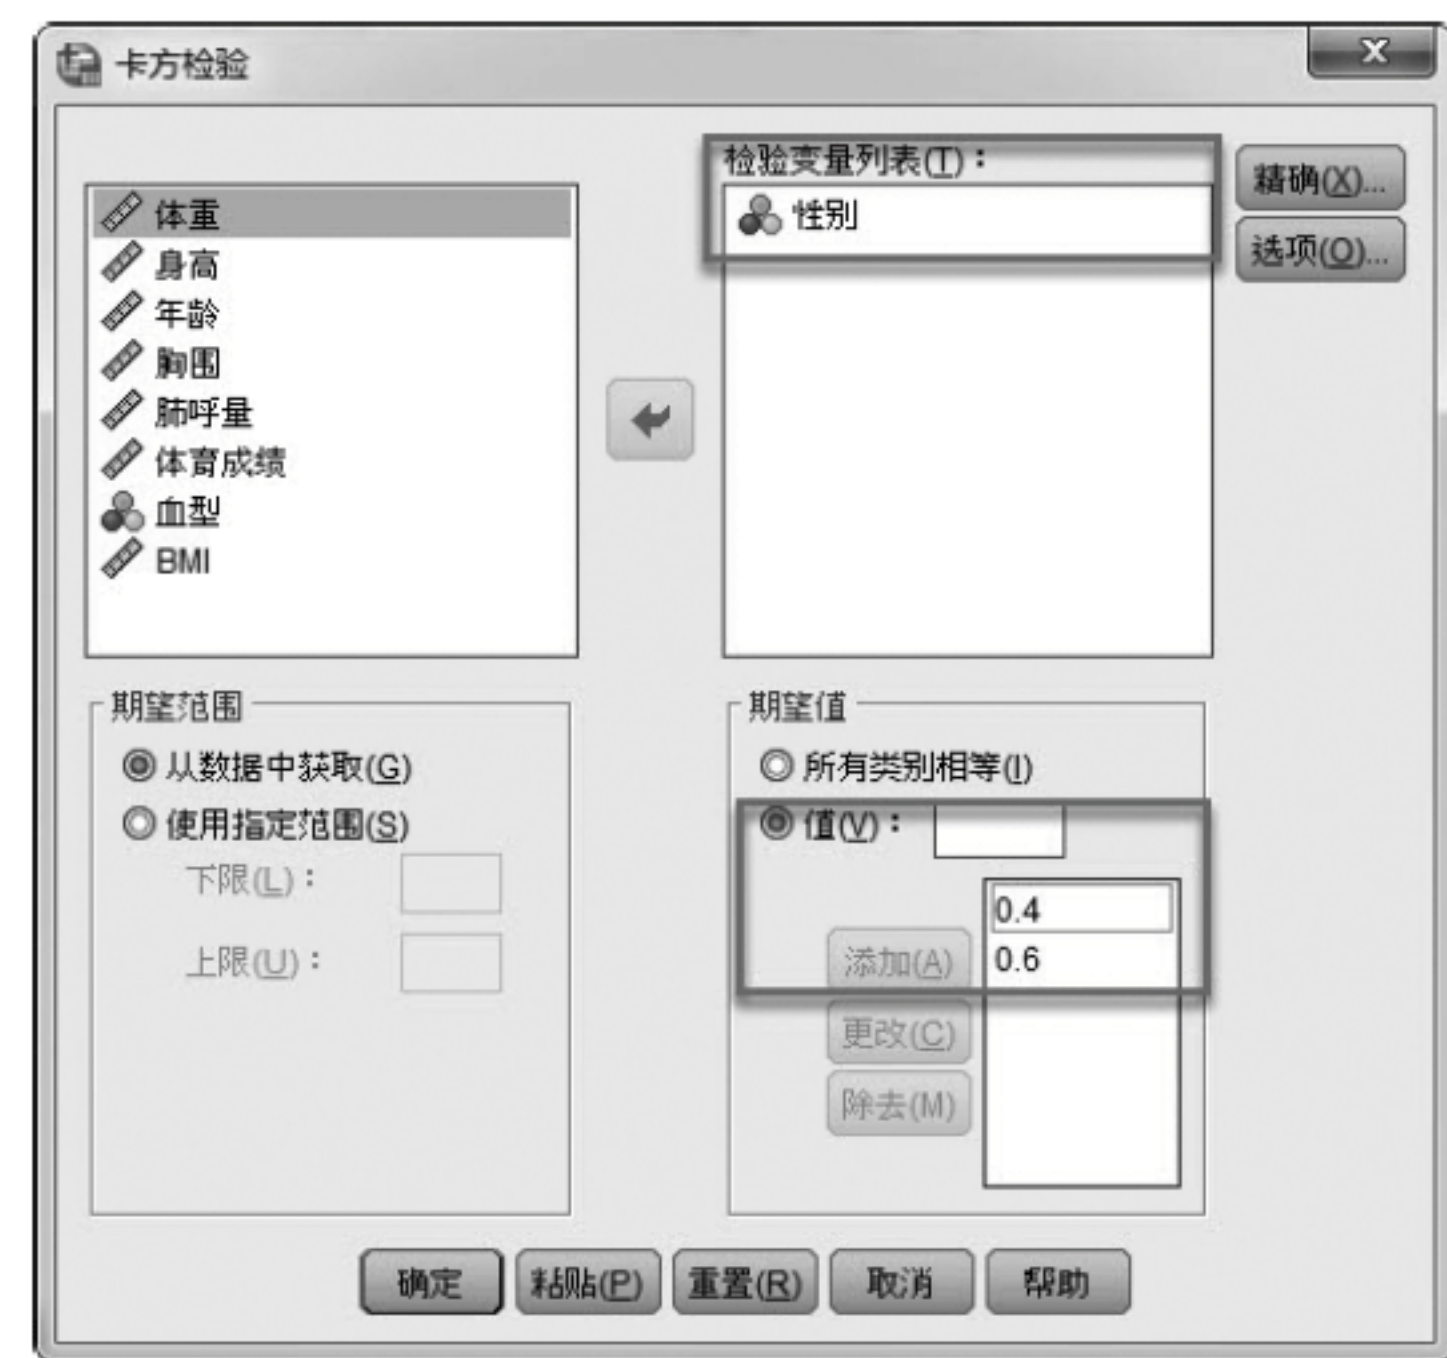 卡方检验
检验变量列表(T)：
精确(X)...
选项(O)...
体重
身高
年龄
胸围
肺呼量
体育成绩
血型
BMI
性别
期望范围
从数据中获取(G)
使用指定范围(S)
下限(L)：
上限(U)：
期望值
所有类别相等(I)
值(V)：
0.4
0.6
添加(A)
更改(C)
除去(M)
确定
粘贴(P)
重置(R)
取消
帮助